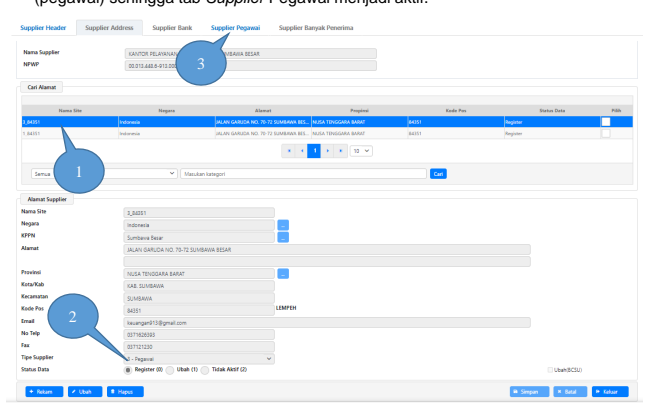 (pegawai) sehingga tab Supplier Pegawai menjadi aktif.
Supplier Header Supplier Address Supplier Bank Supplier Pegawai Supplier Banyak Penerima
Nama Supplier KANTOR PELAYANAN SUMBAWA BESAR
NPWP 00.013.448.6-913.000
3
Cari Alamat
Nama Site Negara Alamat Propinsi Kode Pos Status Data Pilih
3_84351 Indonesia JALAN GARUDA NO. 70-72 SUMBAWA BES... NUSA TENGGARA BARAT 84351 Register
1_84351 Indonesia JALAN GARUDA NO. 70-72 SUMBAWA BES... NUSA TENGGARA BARAT 84351 Register
1 10
Semua Masukan kategori Cari
1
Alamat Supplier
Nama Site 3_84351
Negara Indonesia ...
KPPN Sumbawa Besar ...
Alamat JALAN GARUDA NO. 70-72 SUMBAWA BESAR
Provinsi NUSA TENGGARA BARAT ...
Kota/Kab KAB. SUMBAWA
Kecamatan SUMBAWA
Kode Pos 84351 LEMPEH
Email keuangan913@gmail.com
No Telp 0371626393
2
Fax 037121230
Tipe Supplier 3 - Pegawai
Status Data Register (0) Ubah (1) Tidak Aktif (2) Ubah(BCSU)
+ Rekam Ubah Hapus Simpan × Batal Keluar